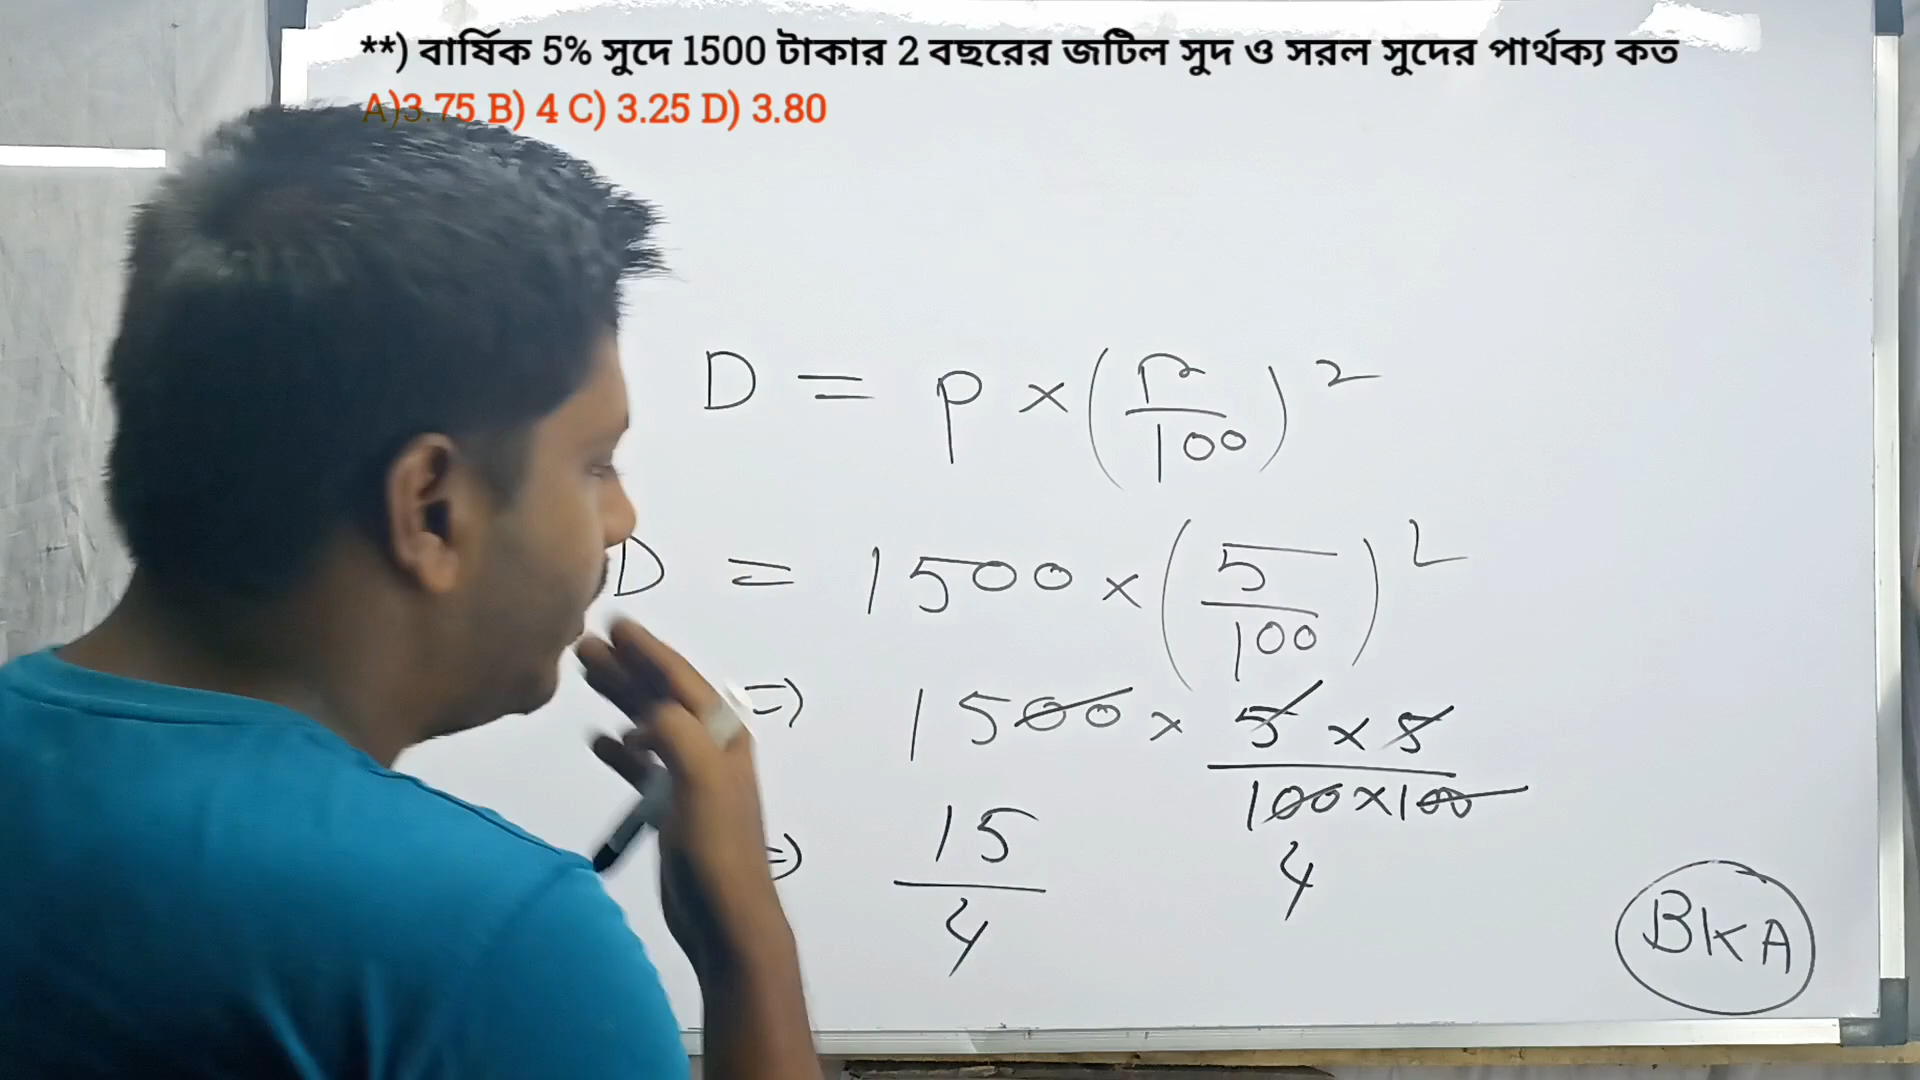 **) বার্ষিক 5% সুদে 1500 টাকার 2 বছরের জটিল সুদ ও সরল সুদের পার্থক্য কত
A)3.75 B) 4 C) 3.25 D) 3.80
D = P × (r/100)²
D = 1500 × (5/100)²
⇒ 1500 × 5 × 5 / 100×100
4
⇒ 15/4
BKA